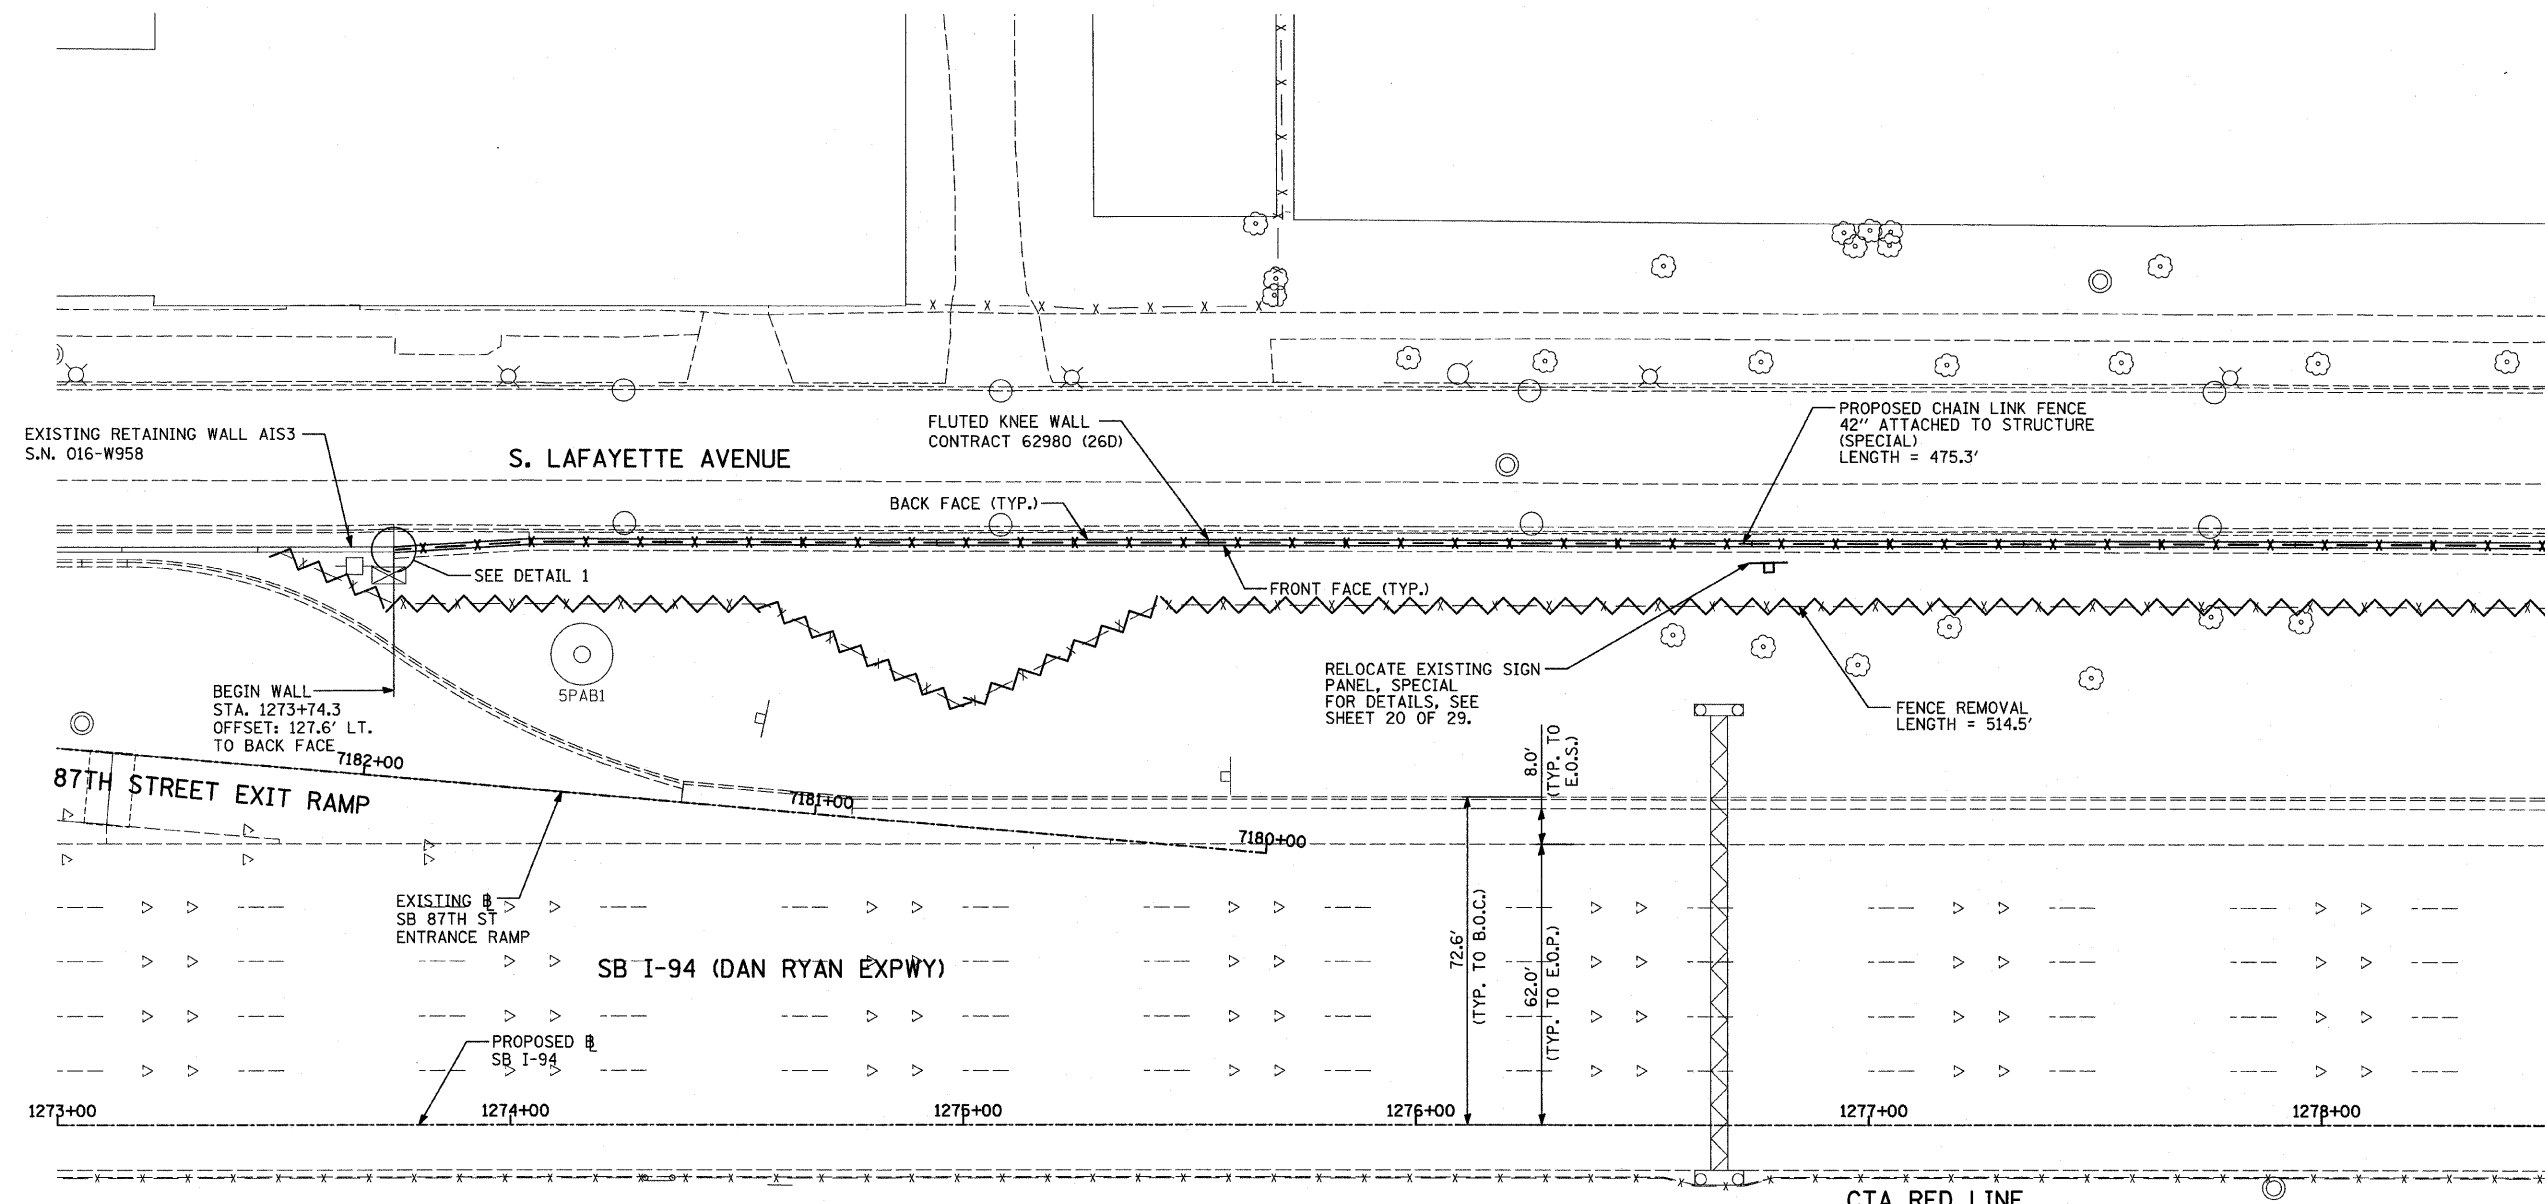 FLUTED KNEE WALL
CONTRACT 62980 (26D)
PROPOSED CHAIN LINK FENCE
42" ATTACHED TO STRUCTURE
(SPECIAL)
LENGTH = 475.3'
EXISTING RETAINING WALL AIS3
S.N. 016-W958
S. LAFAYETTE AVENUE
BACK FACE (TYP.)
SEE DETAIL 1
FRONT FACE (TYP.)
5PAB1
BEGIN WALL
STA. 1273+74.3
OFFSET: 127.6' LT.
TO BACK FACE
RELOCATE EXISTING SIGN
PANEL, SPECIAL
FOR DETAILS, SEE
SHEET 20 OF 29.
FENCE REMOVAL
LENGTH = 514.5'
7182+00
7181+00
7180+00
87TH STREET EXIT RAMP
8.0'
(TYP. TO
E.O.S.)
EXISTING ℄
SB 87TH ST
ENTRANCE RAMP
72.6'
(TYP. TO B.O.C.)
62.0'
(TYP. TO E.O.P.)
SB I-94 (DAN RYAN EXPWY)
PROPOSED ℄
SB I-94
1273+00
1274+00
1275+00
1276+00
1277+00
1278+00
CTA RED LINE